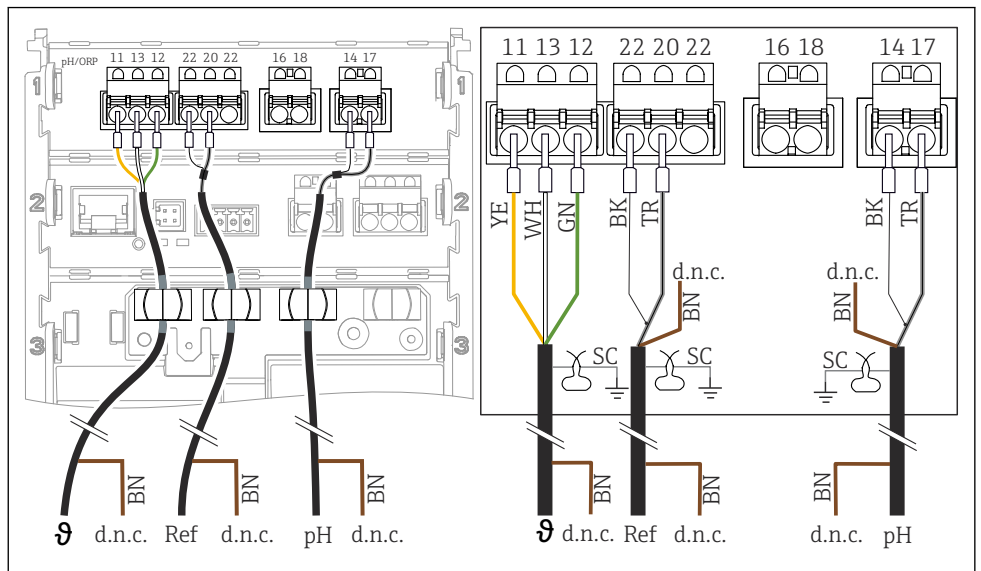 pH/ORP 11 13 12 22 20 22 16 18 14 17
1 1
2 2
3 3
BN BN BN
ϑ d.n.c. Ref d.n.c. pH d.n.c.
11 13 12 22 20 22 16 18 14 17
YE WH GN BK TR BK TR
d.n.c. d.n.c.
BN BN
SC SC SC
BN BN BN
ϑ d.n.c. Ref d.n.c. d.n.c. pH